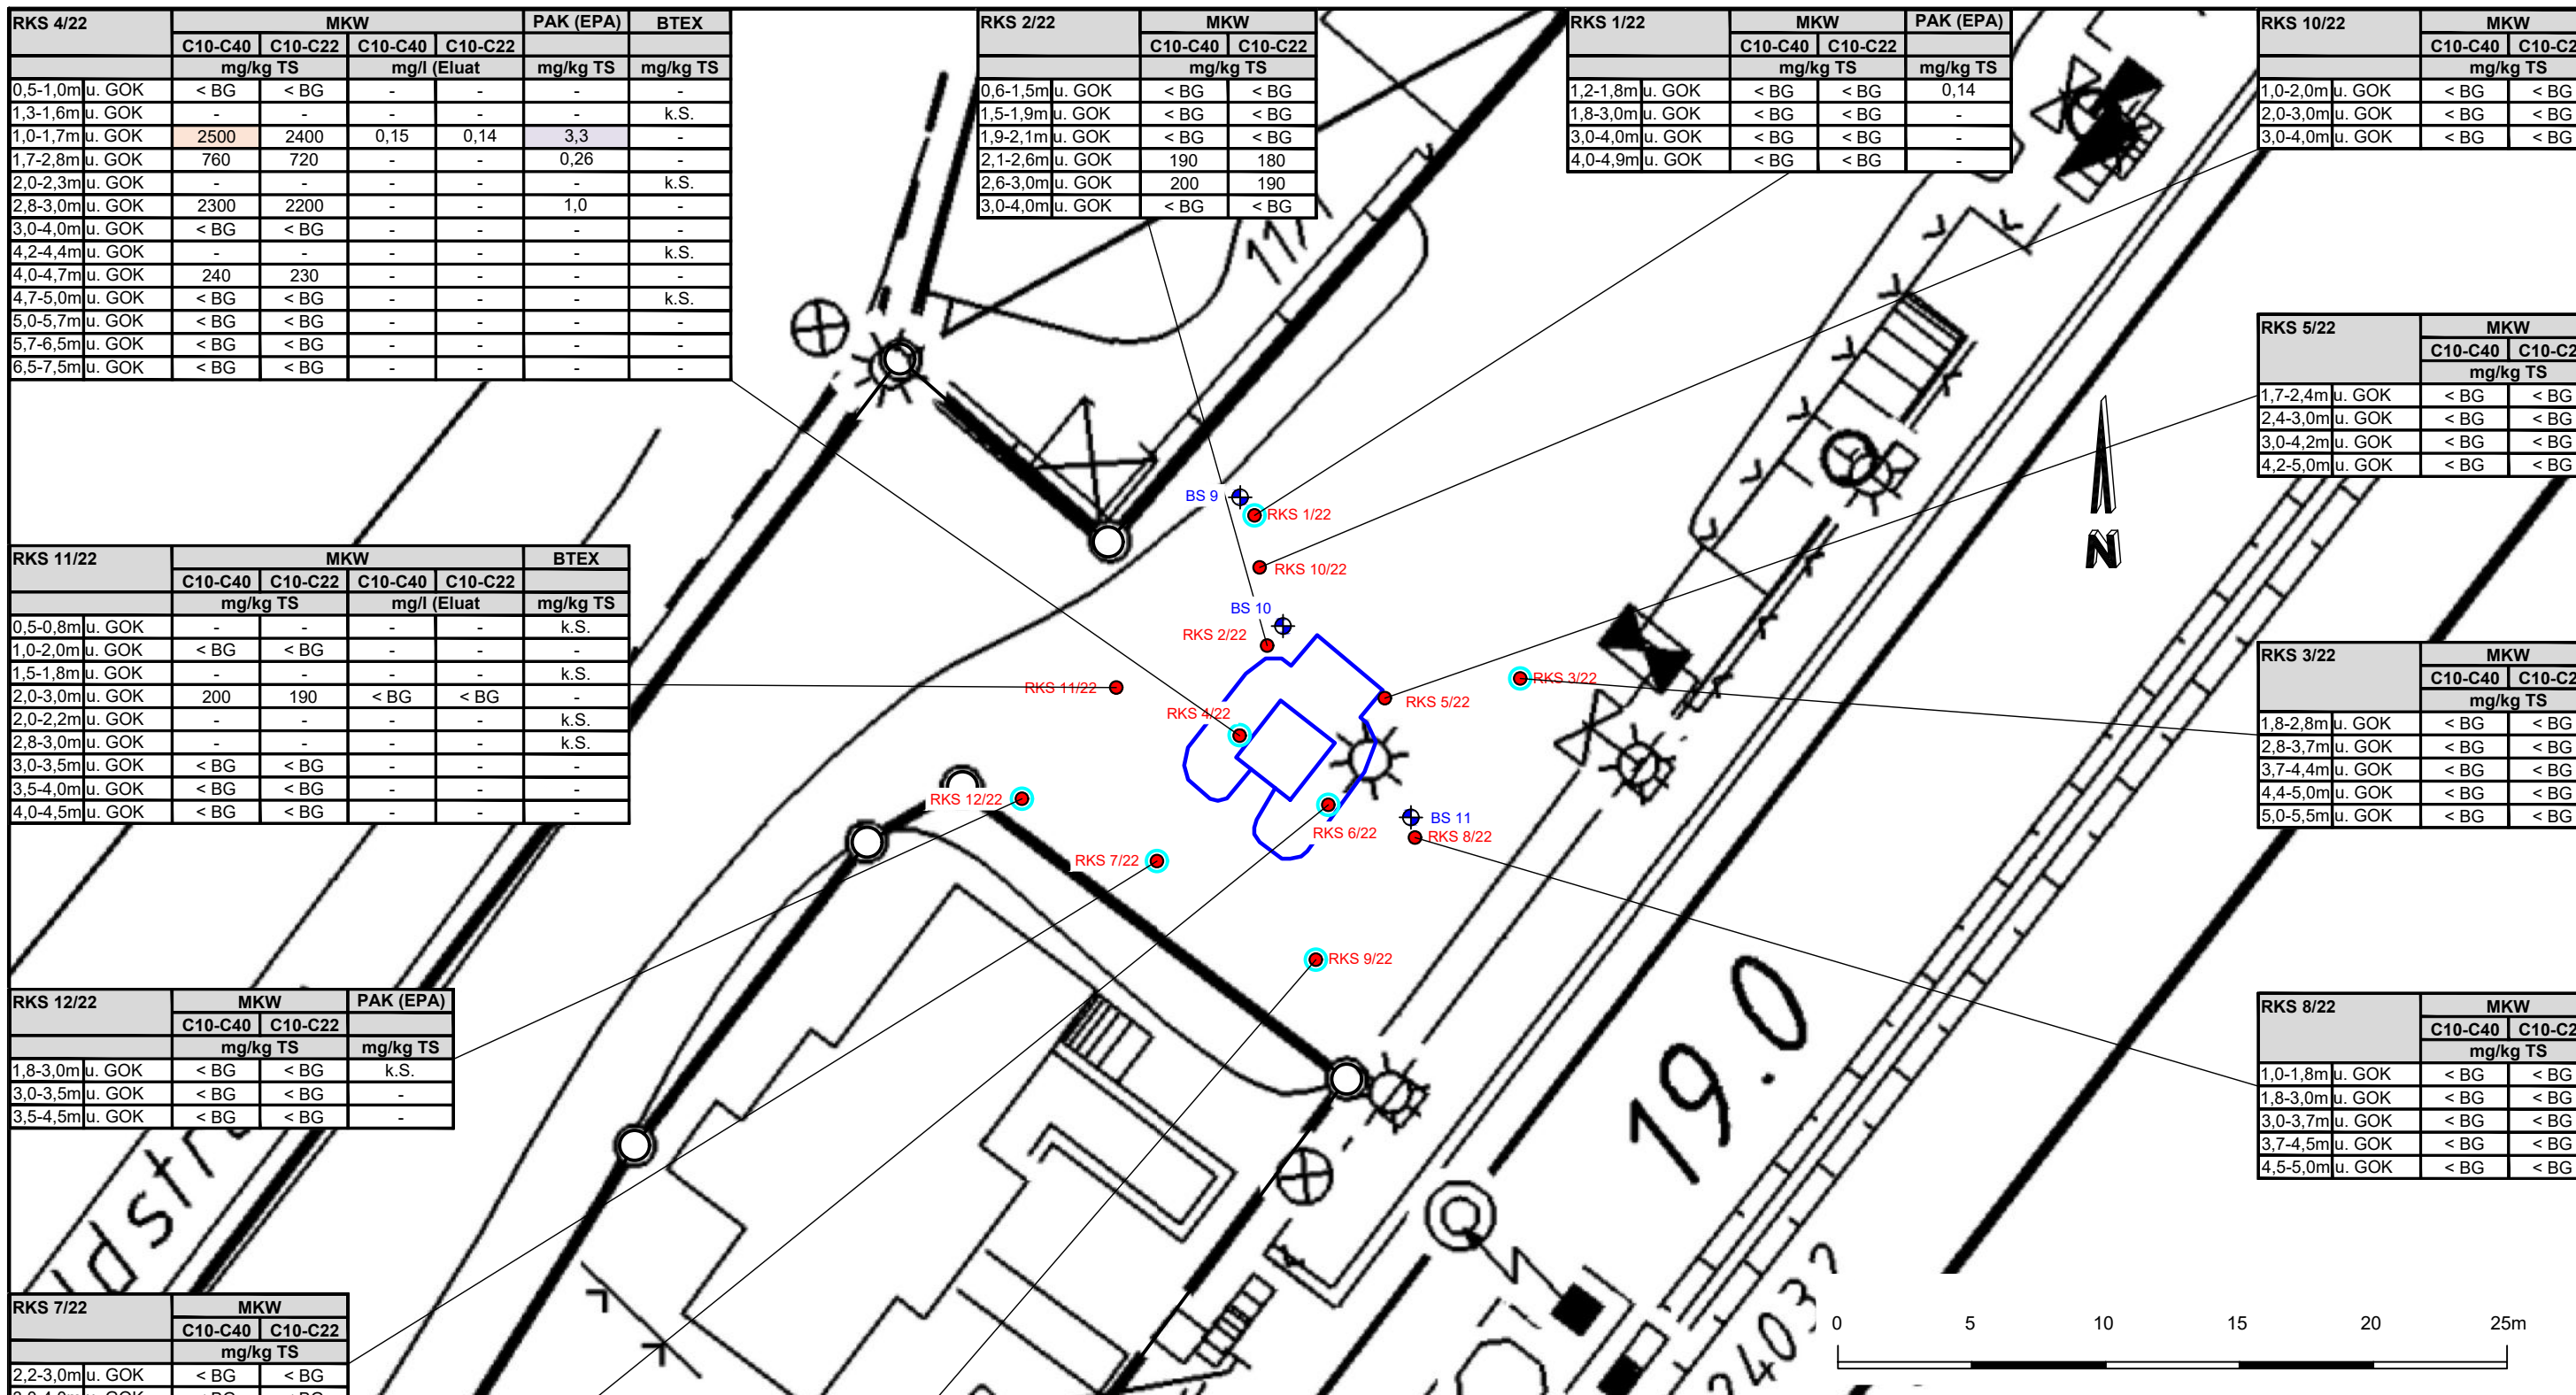 RKS 4/22 MKW PAK (EPA) BTEX
C10-C40 C10-C22 C10-C40 C10-C22
mg/kg TS mg/l (Eluat mg/kg TS mg/kg TS
0,5-1,0m u. GOK < BG < BG - - - -
1,3-1,6m u. GOK - - - - - k.S.
1,0-1,7m u. GOK 2500 2400 0,15 0,14 3,3 -
1,7-2,8m u. GOK 760 720 - - 0,26 -
2,0-2,3m u. GOK - - - - - k.S.
2,8-3,0m u. GOK 2300 2200 - - 1,0 -
3,0-4,0m u. GOK < BG < BG - - - -
4,2-4,4m u. GOK - - - - - k.S.
4,0-4,7m u. GOK 240 230 - - - -
4,7-5,0m u. GOK < BG < BG - - - k.S.
5,0-5,7m u. GOK < BG < BG - - - -
5,7-6,5m u. GOK < BG < BG - - - -
6,5-7,5m u. GOK < BG < BG - - - -
RKS 2/22 MKW
C10-C40 C10-C22
mg/kg TS
0,6-1,5m u. GOK < BG < BG
1,5-1,9m u. GOK < BG < BG
1,9-2,1m u. GOK < BG < BG
2,1-2,6m u. GOK 190 180
2,6-3,0m u. GOK 200 190
3,0-4,0m u. GOK < BG < BG
RKS 1/22 MKW PAK (EPA)
C10-C40 C10-C22
mg/kg TS mg/kg TS
1,2-1,8m u. GOK < BG < BG 0,14
1,8-3,0m u. GOK < BG < BG -
3,0-4,0m u. GOK < BG < BG -
4,0-4,9m u. GOK < BG < BG -
RKS 10/22 MKW
C10-C40 C10-C2
mg/kg TS
1,0-2,0m u. GOK < BG < BG
2,0-3,0m u. GOK < BG < BG
3,0-4,0m u. GOK < BG < BG
RKS 5/22 MKW
C10-C40 C10-C2
mg/kg TS
1,7-2,4m u. GOK < BG < BG
2,4-3,0m u. GOK < BG < BG
3,0-4,2m u. GOK < BG < BG
4,2-5,0m u. GOK < BG < BG
N
BS 9
RKS 1/22
RKS 10/22
BS 10
RKS 2/22
RKS 11/22
RKS 3/22
RKS 4/22
RKS 5/22
RKS 12/22
RKS 6/22
BS 11
RKS 8/22
RKS 7/22
RKS 9/22
RKS 11/22 MKW BTEX
C10-C40 C10-C22 C10-C40 C10-C22
mg/kg TS mg/l (Eluat mg/kg TS
0,5-0,8m u. GOK - - - - k.S.
1,0-2,0m u. GOK < BG < BG - - -
1,5-1,8m u. GOK - - - - k.S.
2,0-3,0m u. GOK 200 190 < BG < BG -
2,0-2,2m u. GOK - - - - k.S.
2,8-3,0m u. GOK - - - - k.S.
3,0-3,5m u. GOK < BG < BG - - -
3,5-4,0m u. GOK < BG < BG - - -
4,0-4,5m u. GOK < BG < BG - - -
RKS 3/22 MKW
C10-C40 C10-C2
mg/kg TS
1,8-2,8m u. GOK < BG < BG
2,8-3,7m u. GOK < BG < BG
3,7-4,4m u. GOK < BG < BG
4,4-5,0m u. GOK < BG < BG
5,0-5,5m u. GOK < BG < BG
RKS 12/22 MKW PAK (EPA)
C10-C40 C10-C22
mg/kg TS mg/kg TS
1,8-3,0m u. GOK < BG < BG k.S.
3,0-3,5m u. GOK < BG < BG -
3,5-4,5m u. GOK < BG < BG -
RKS 8/22 MKW
C10-C40 C10-C2
mg/kg TS
1,0-1,8m u. GOK < BG < BG
1,8-3,0m u. GOK < BG < BG
3,0-3,7m u. GOK < BG < BG
3,7-4,5m u. GOK < BG < BG
4,5-5,0m u. GOK < BG < BG
19.0
ldstr
RKS 7/22 MKW
C10-C40 C10-C22
mg/kg TS
2,2-3,0m u. GOK < BG < BG
0 5 10 15 20 25m